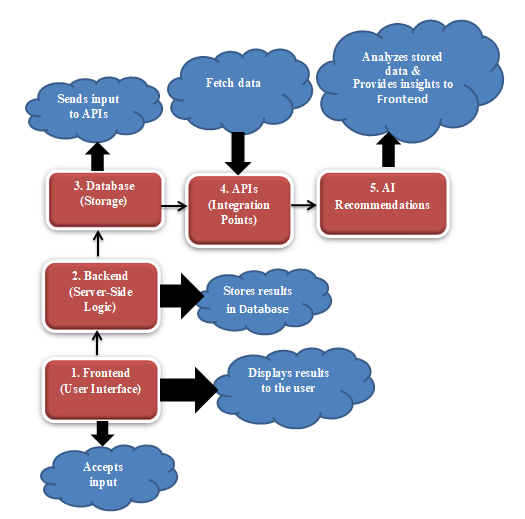 Analyzes stored
data &
Provides insights to
Frontend
Fetch data
Sends input
to APIs
3. Database
(Storage)
4. APIs
(Integration
Points)
5. AI
Recommendations
2. Backend
(Server-Side
Logic)
Stores results
in Database
1. Frontend
(User Interface)
Displays results
to the user
Accepts
input